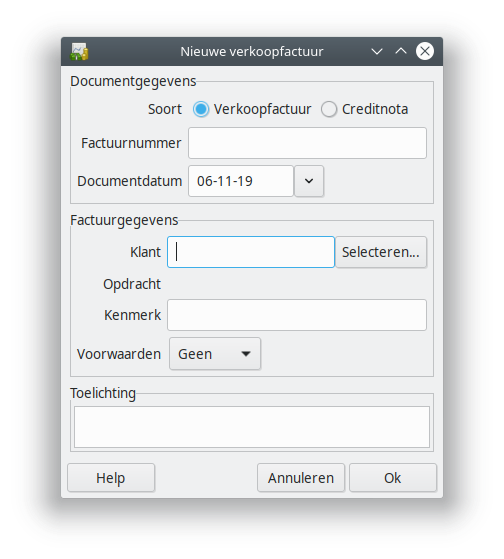 Nieuwe verkoopfactuur
Documentgegevens
Soort Verkoopfactuur Creditnota
Factuurnummer
Documentdatum 06-11-19
Factuurgegevens
Klant Selecteren...
Opdracht
Kenmerk
Voorwaarden Geen
Toelichting
Help Annuleren Ok